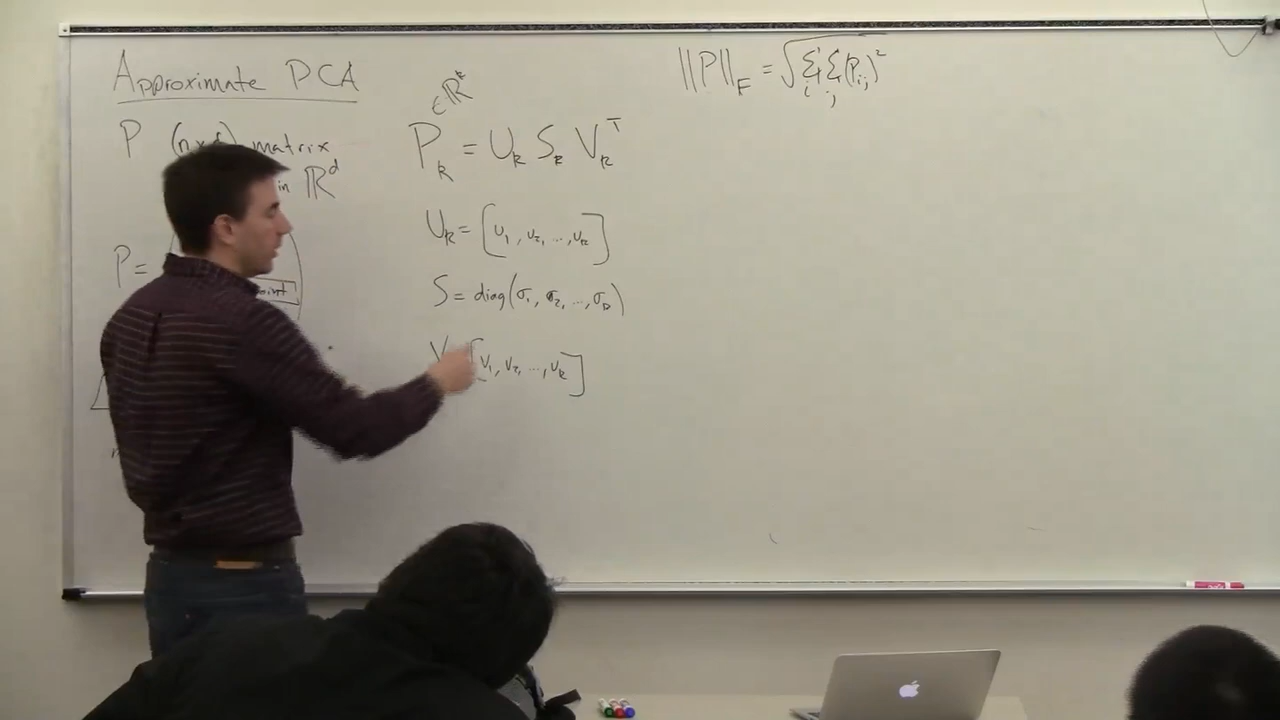 Approximate PCA
P (n×d) matrix
in ℝ^d
P =
∈ℝ^k
P_k = U_k S_k V_k^T
U_k = [u_1, u_2, ..., u_k]
S = diag(σ_1, σ_2, ..., σ_k)
V [v_1, v_2, ..., v_k]
||P||_F = √Σ_i Σ_j (P_ij)^2